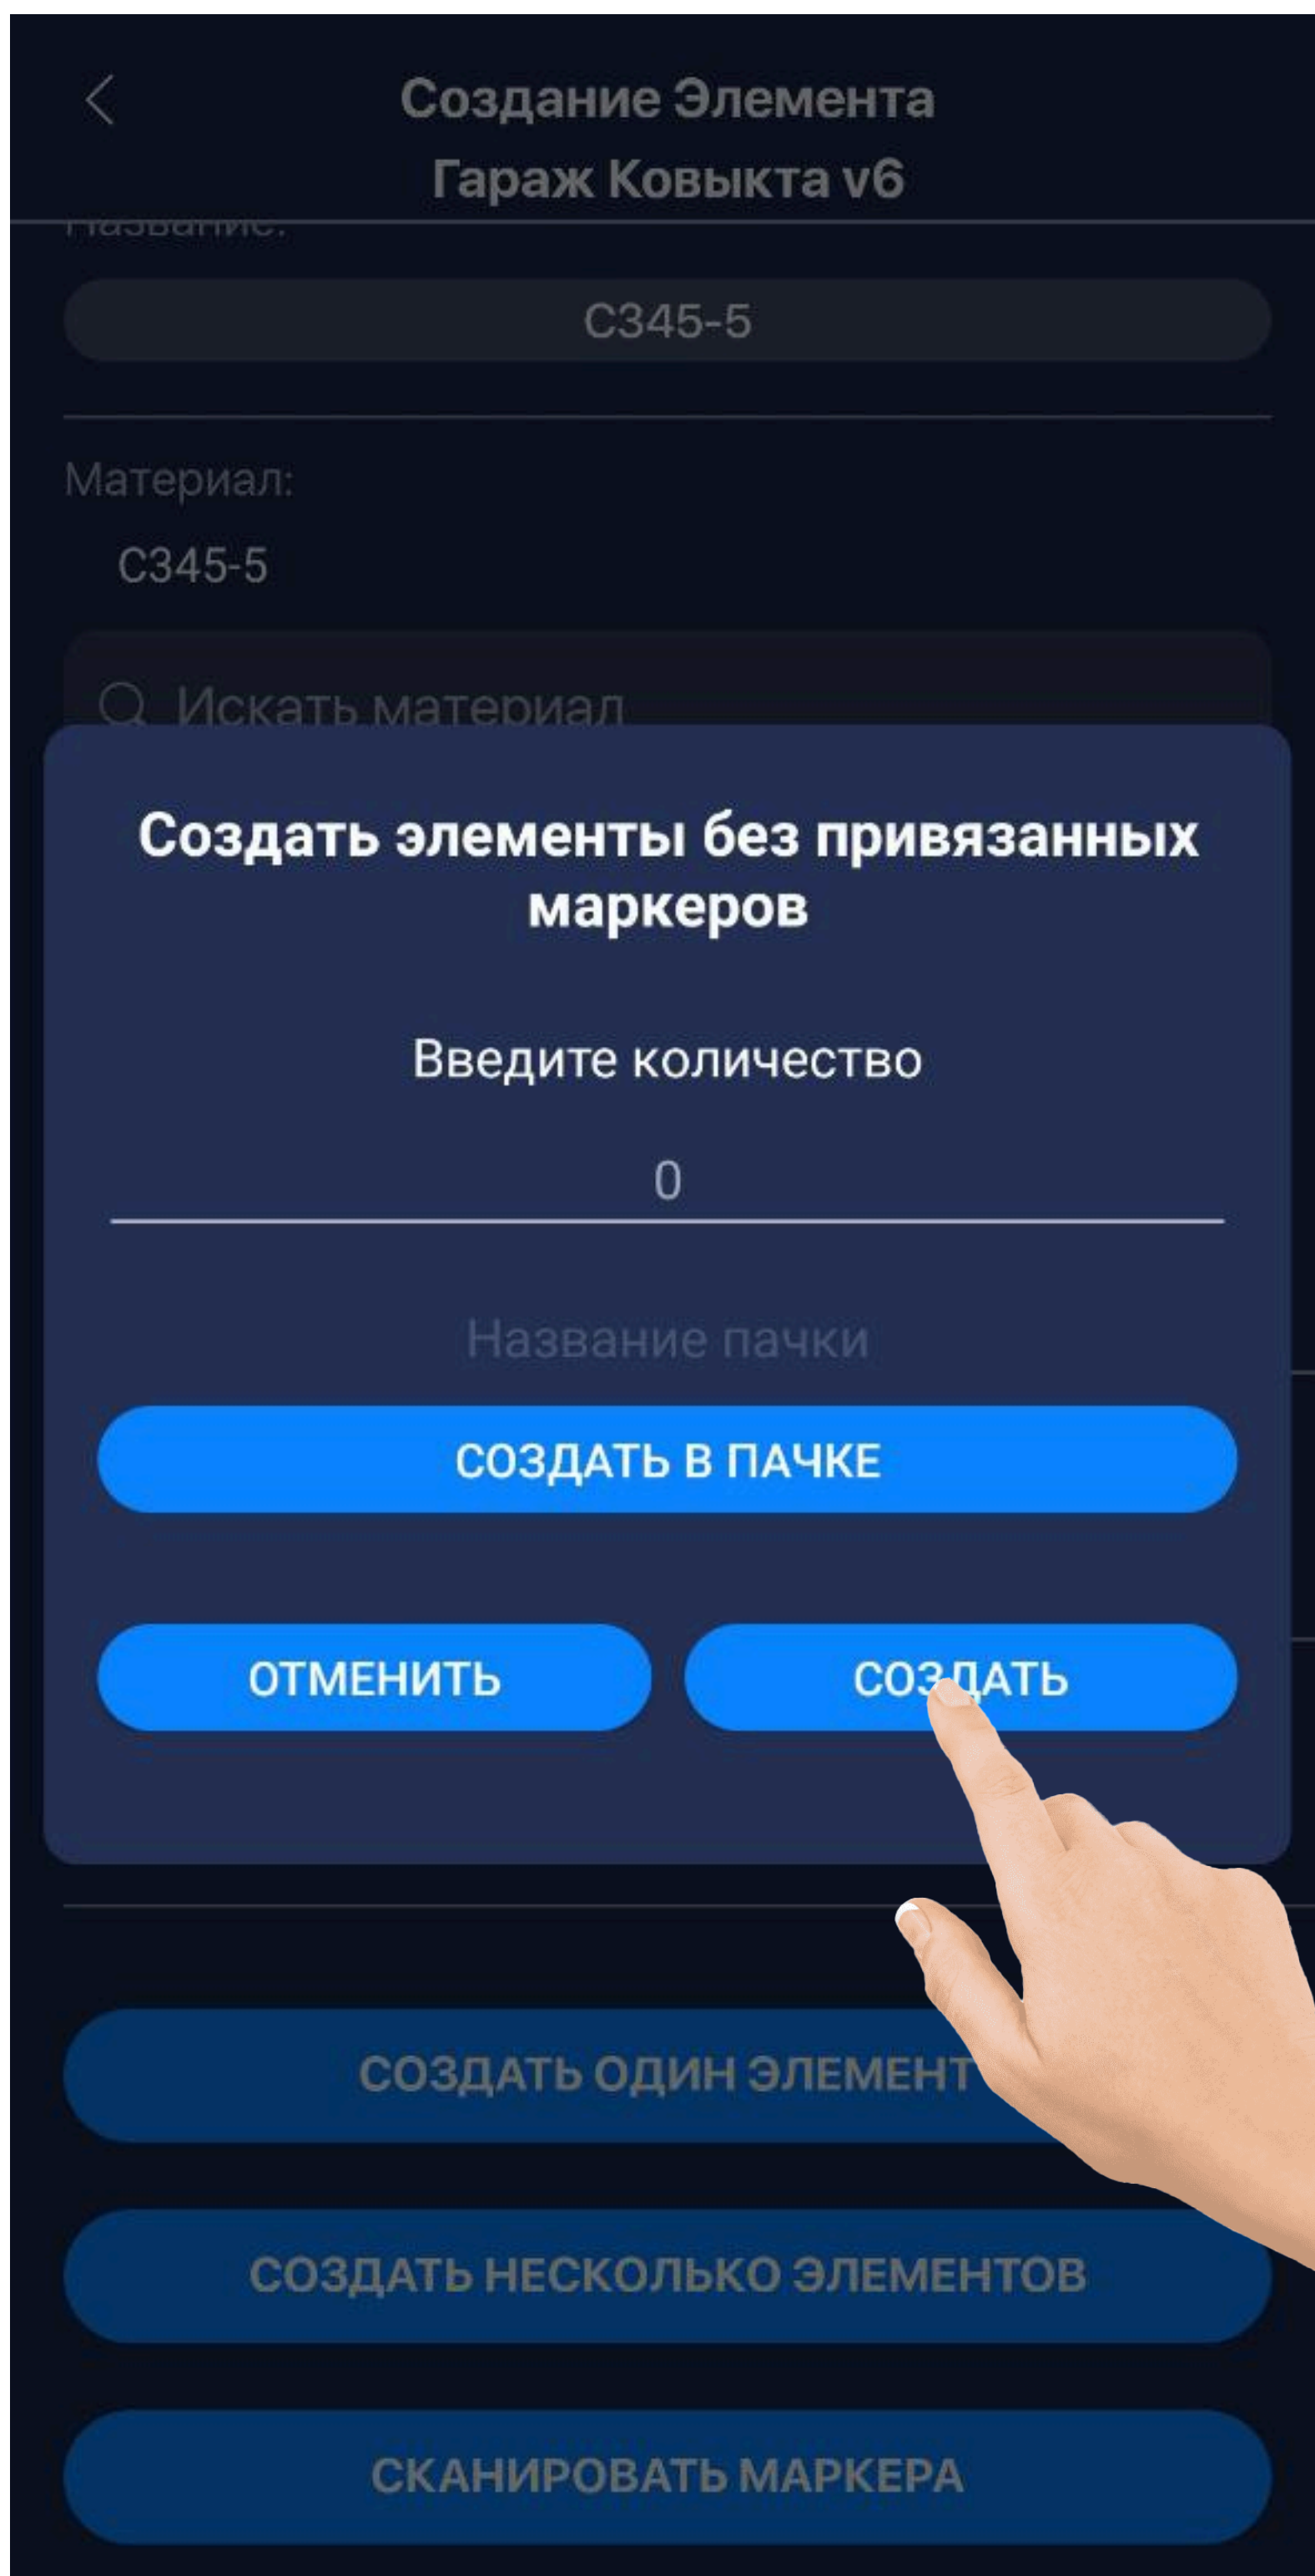 Создание Элемента
Гараж Ковыкта v6
Название:
С345-5
Материал:
С345-5
Искать материал
Создать элементы без привязанных
маркеров
Введите количество
0
Название пачки
СОЗДАТЬ В ПАЧКЕ
ОТМЕНИТЬ
СОЗДАТЬ
СОЗДАТЬ ОДИН ЭЛЕМЕНТ
СОЗДАТЬ НЕСКОЛЬКО ЭЛЕМЕНТОВ
СКАНИРОВАТЬ МАРКЕРА